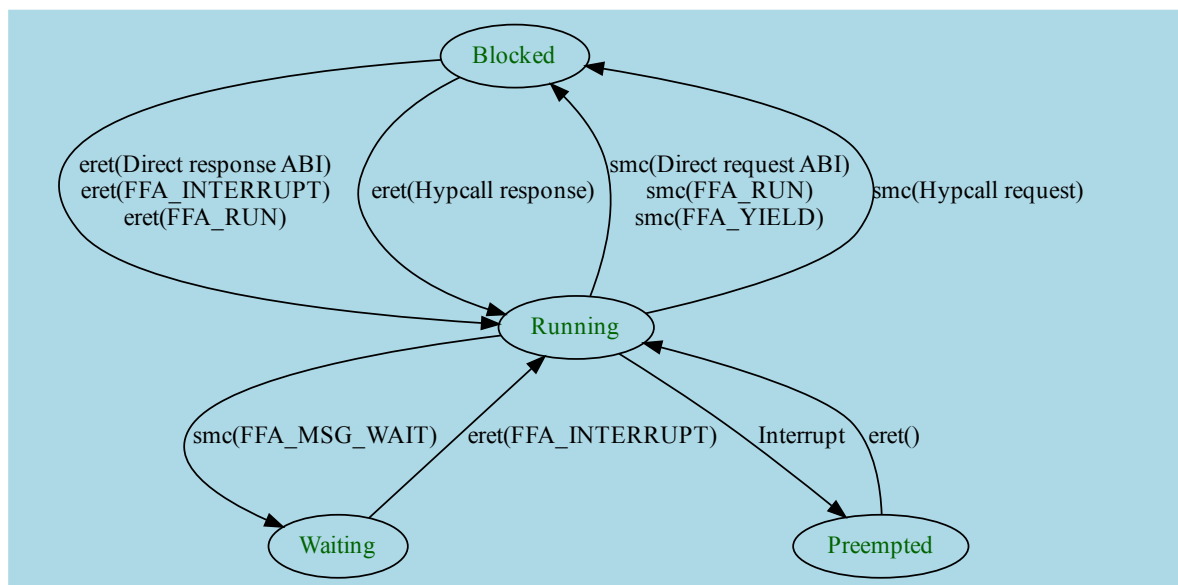 Blocked
eret(Direct response ABI)
eret(FFA_INTERRUPT)
eret(FFA_RUN)
eret(Hypcall response)
smc(Direct request ABI)
smc(FFA_RUN)
smc(FFA_YIELD)
smc(Hypcall request)
Running
smc(FFA_MSG_WAIT)
eret(FFA_INTERRUPT)
Interrupt
eret()
Waiting
Preempted